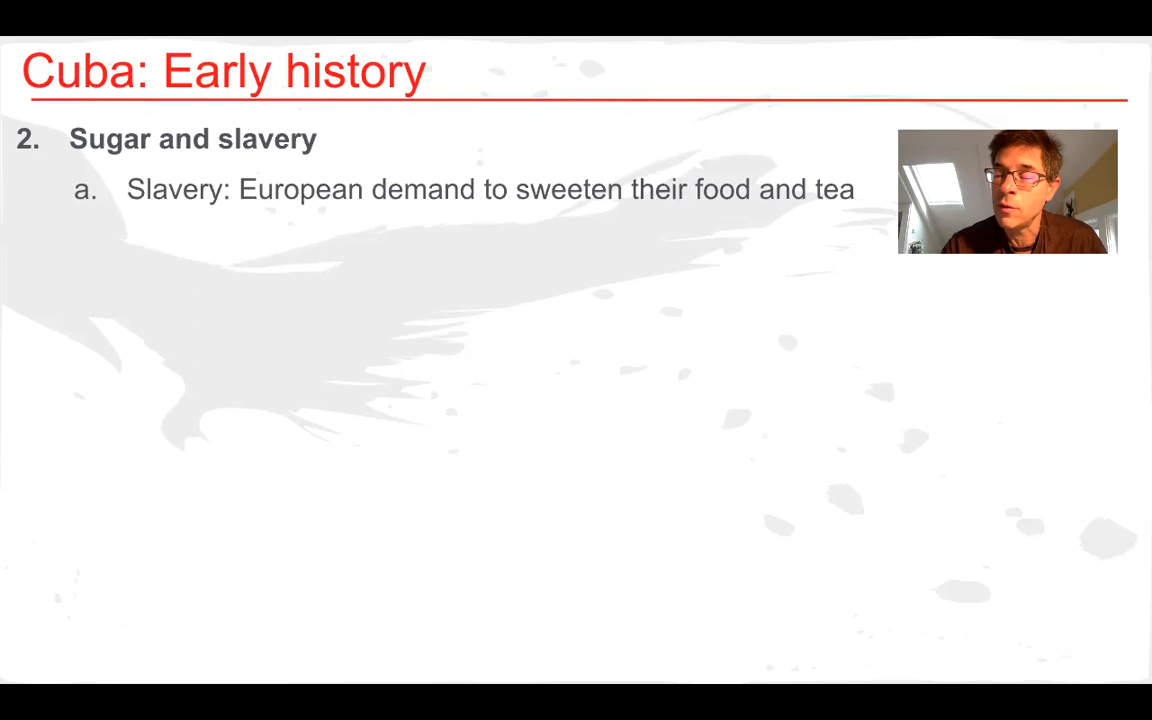 Cuba: Early history
2. Sugar and slavery
a. Slavery: European demand to sweeten their food and tea